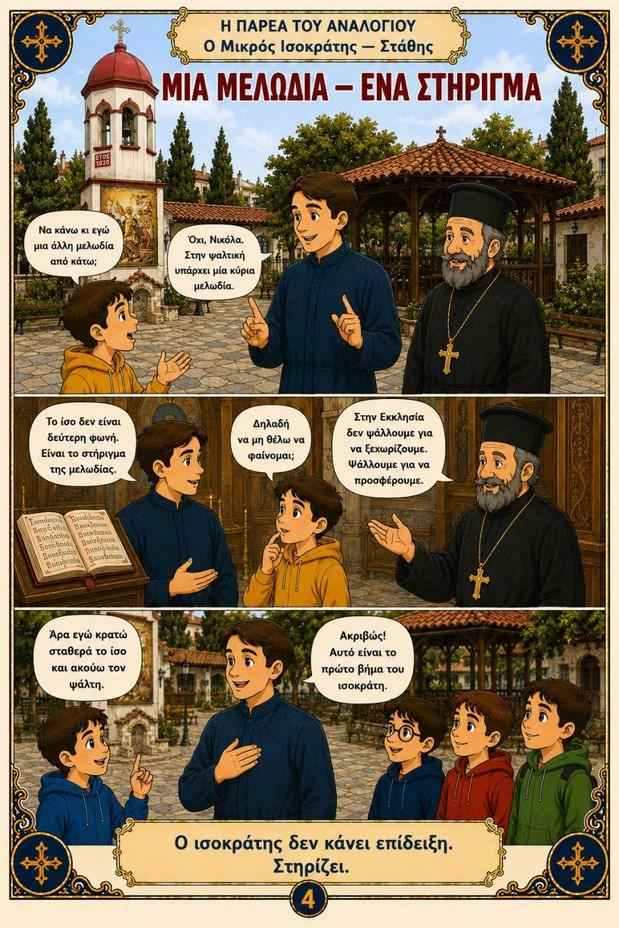 Η ΠΑΡΕΑ ΤΟΥ ΑΝΑΛΟΓΙΟΥ
Ο Μικρός Ισοκράτης – Στάθης
ΜΙΑ ΜΕΛΩΔΙΑ – ΕΝΑ ΣΤΗΡΙΓΜΑ
ΕΤΟΣ
1820
Να κάνω κι εγώ
μια άλλη μελωδία
από κάτω;
Όχι, Νικόλα.
Στην ψαλτική
υπάρχει μία κύρια
μελωδία.
Το ίσο δεν είναι
δεύτερη φωνή.
Είναι το στήριγμα
της μελωδίας.
Δηλαδή
να μη θέλω να
φαίνομαι;
Στην Εκκλησία
δεν ψάλλουμε για
να ξεχωρίζουμε.
Ψάλλουμε για να
προσφέρουμε.
Άρα εγώ κρατώ
σταθερά το ίσο
και ακούω τον
ψάλτη.
Ακριβώς!
Αυτό είναι το
πρώτο βήμα του
ισοκράτη.
Ο ισοκράτης δεν κάνει επίδειξη.
Στηρίζει.
4